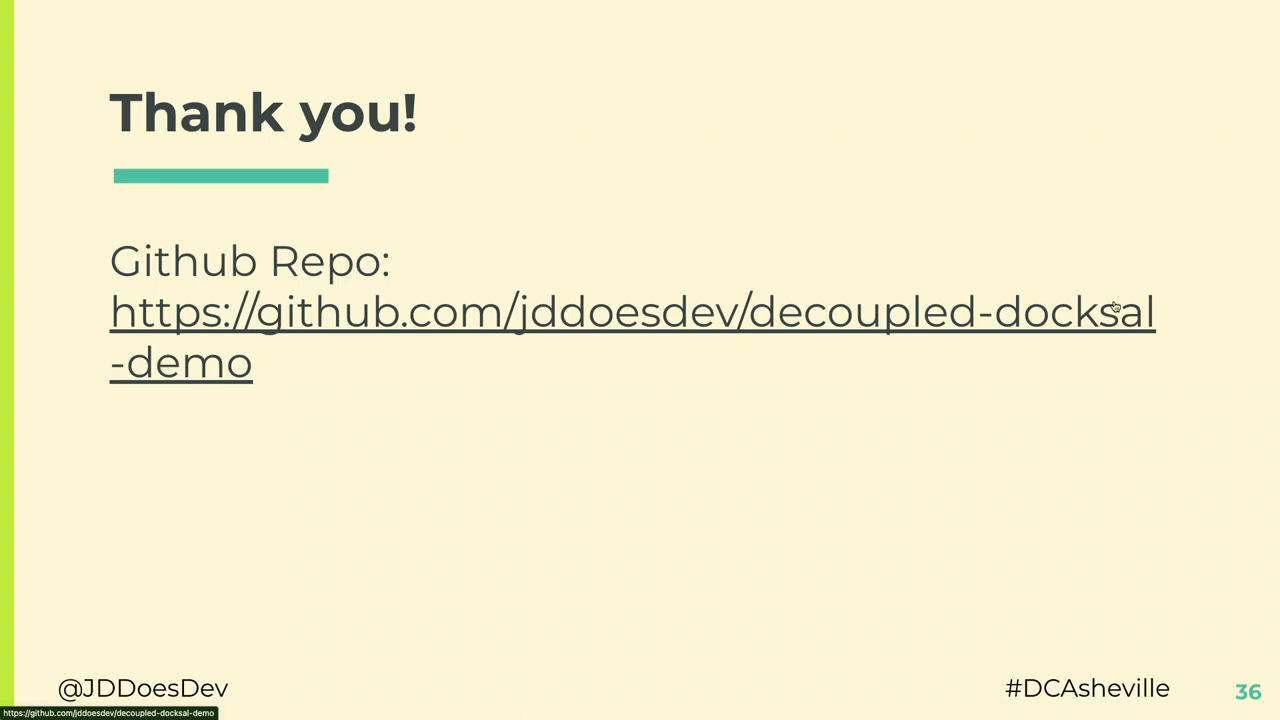 Thank you!
Github Repo:
https://github.com/jddoesdev/decoupled-docksal
-demo
@JDDoesDev
#DCAsheville
36
https://github.com/jddoesdev/decoupled-docksal-demo